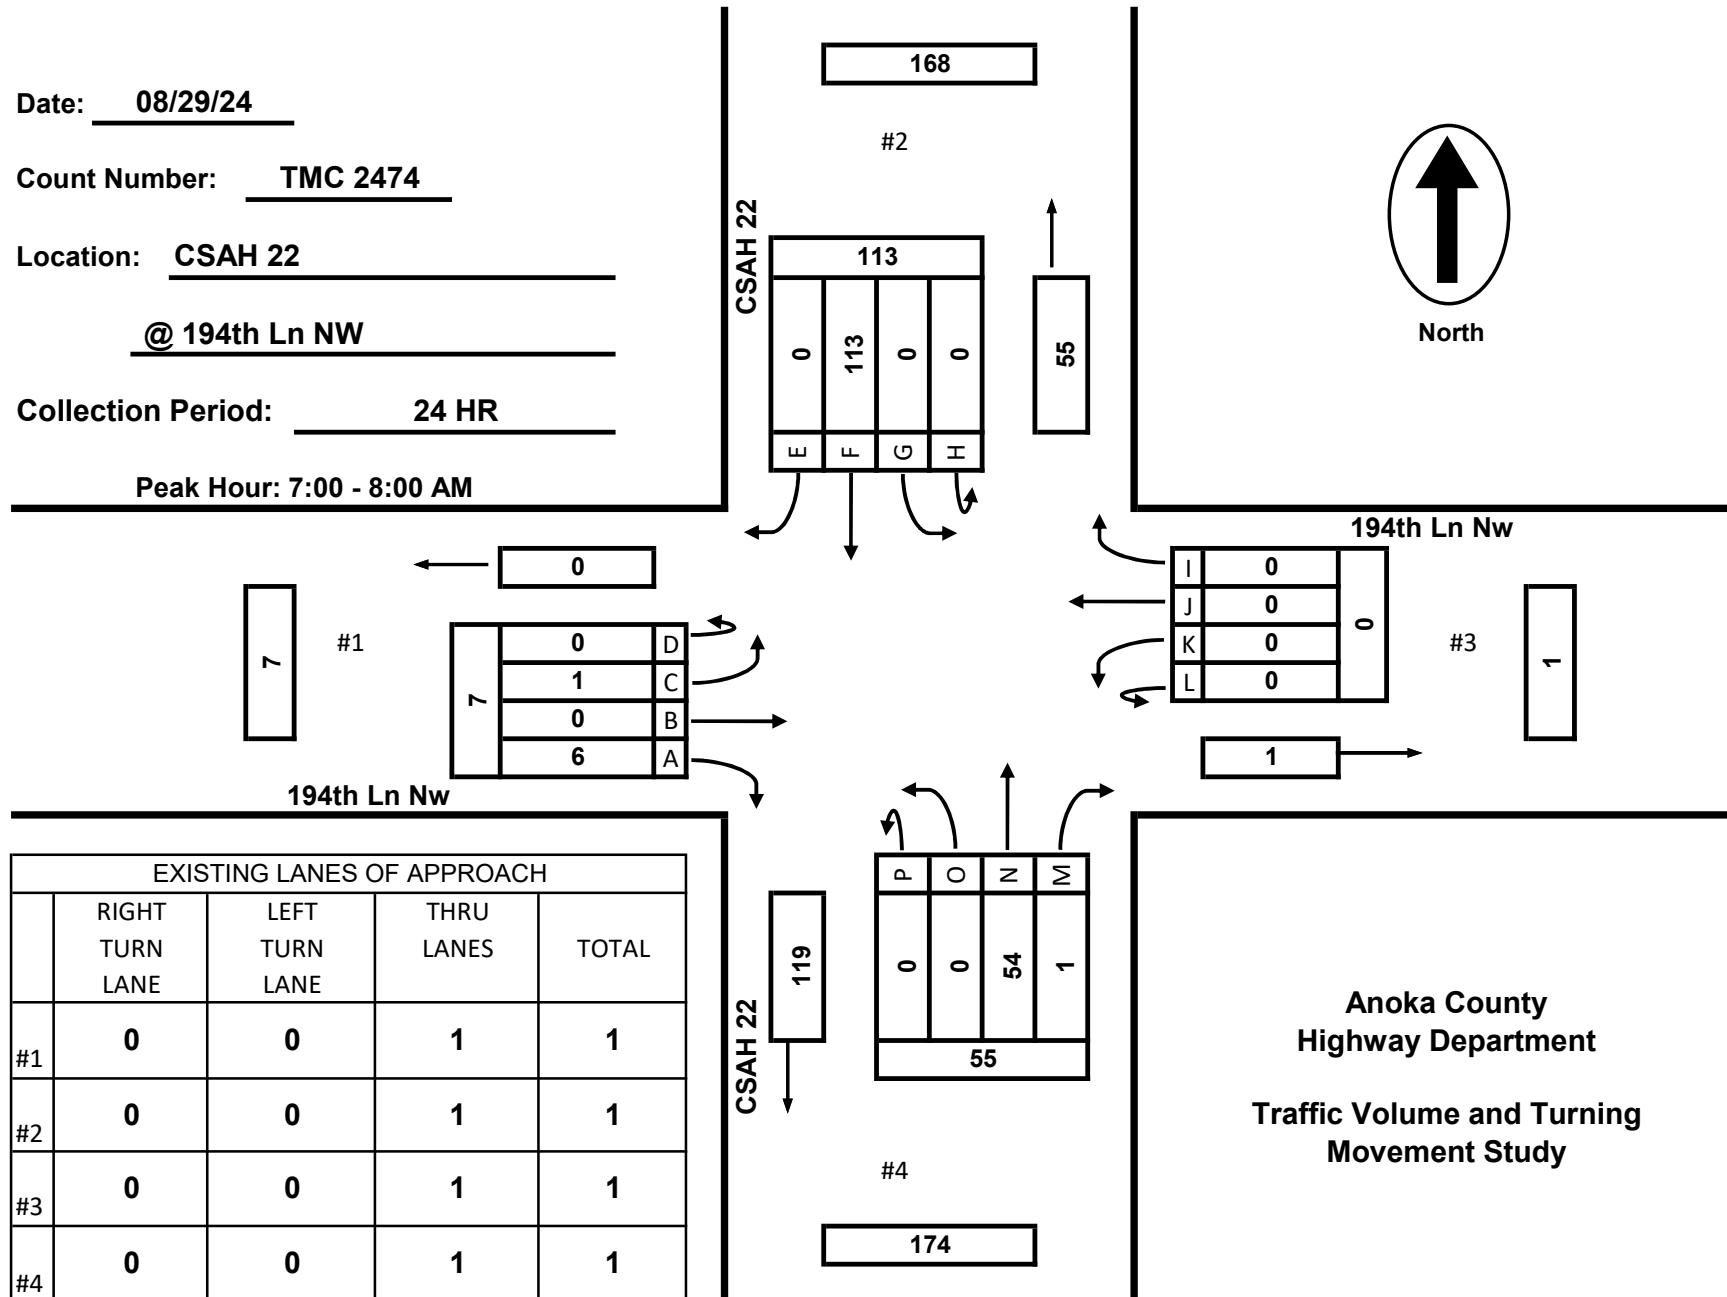 Date: 08/29/24
Count Number: TMC 2474
Location: CSAH 22
@ 194th Ln NW
Collection Period: 24 HR
Peak Hour: 7:00 - 8:00 AM
168
#2
CSAH 22
113
0 113 0 0
E F G H
55
North
194th Ln Nw
0
7
#1
7
0 D
1 C
0 B
6 A
194th Ln Nw
I 0
J 0
K 0
L 0
0
#3
1
1
P O N M
0 0 54 1
55
119
CSAH 22
#4
174
EXISTING LANES OF APPROACH
RIGHT TURN LANE
LEFT TURN LANE
THRU LANES
TOTAL
#1 0 0 1 1
#2 0 0 1 1
#3 0 0 1 1
#4 0 0 1 1
Anoka County
Highway Department
Traffic Volume and Turning
Movement Study